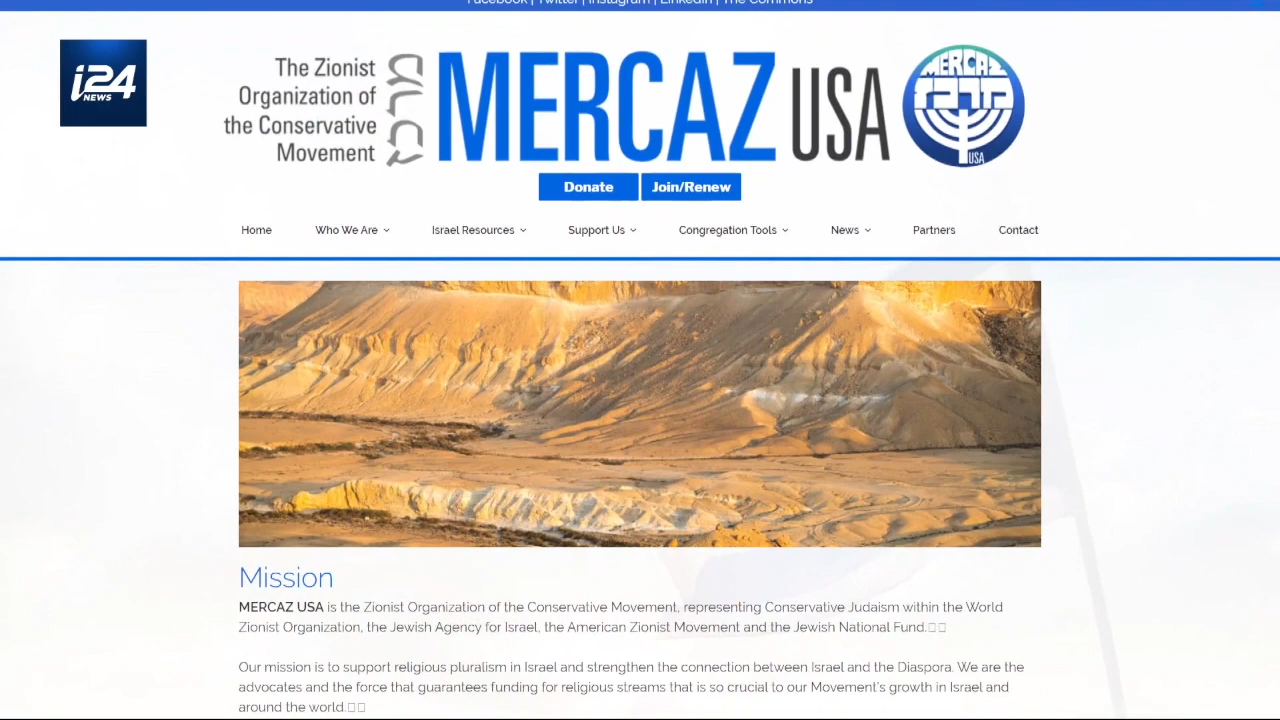 Facebook | Twitter | Instagram | LinkedIn | The Commons
i24
NEWS
The Zionist
Organization of
the Conservative
Movement
מרכז
MERCAZ USA
MERCAZ
מרכז
USA
Donate
Join/Renew
Home
Who We Are
Israel Resources
Support Us
Congregation Tools
News
Partners
Contact
Mission
MERCAZ USA is the Zionist Organization of the Conservative Movement, representing Conservative Judaism within the World
Zionist Organization, the Jewish Agency for Israel, the American Zionist Movement and the Jewish National Fund.
Our mission is to support religious pluralism in Israel and strengthen the connection between Israel and the Diaspora. We are the
advocates and the force that guarantees funding for religious streams that is so crucial to our Movement's growth in Israel and
around the world.